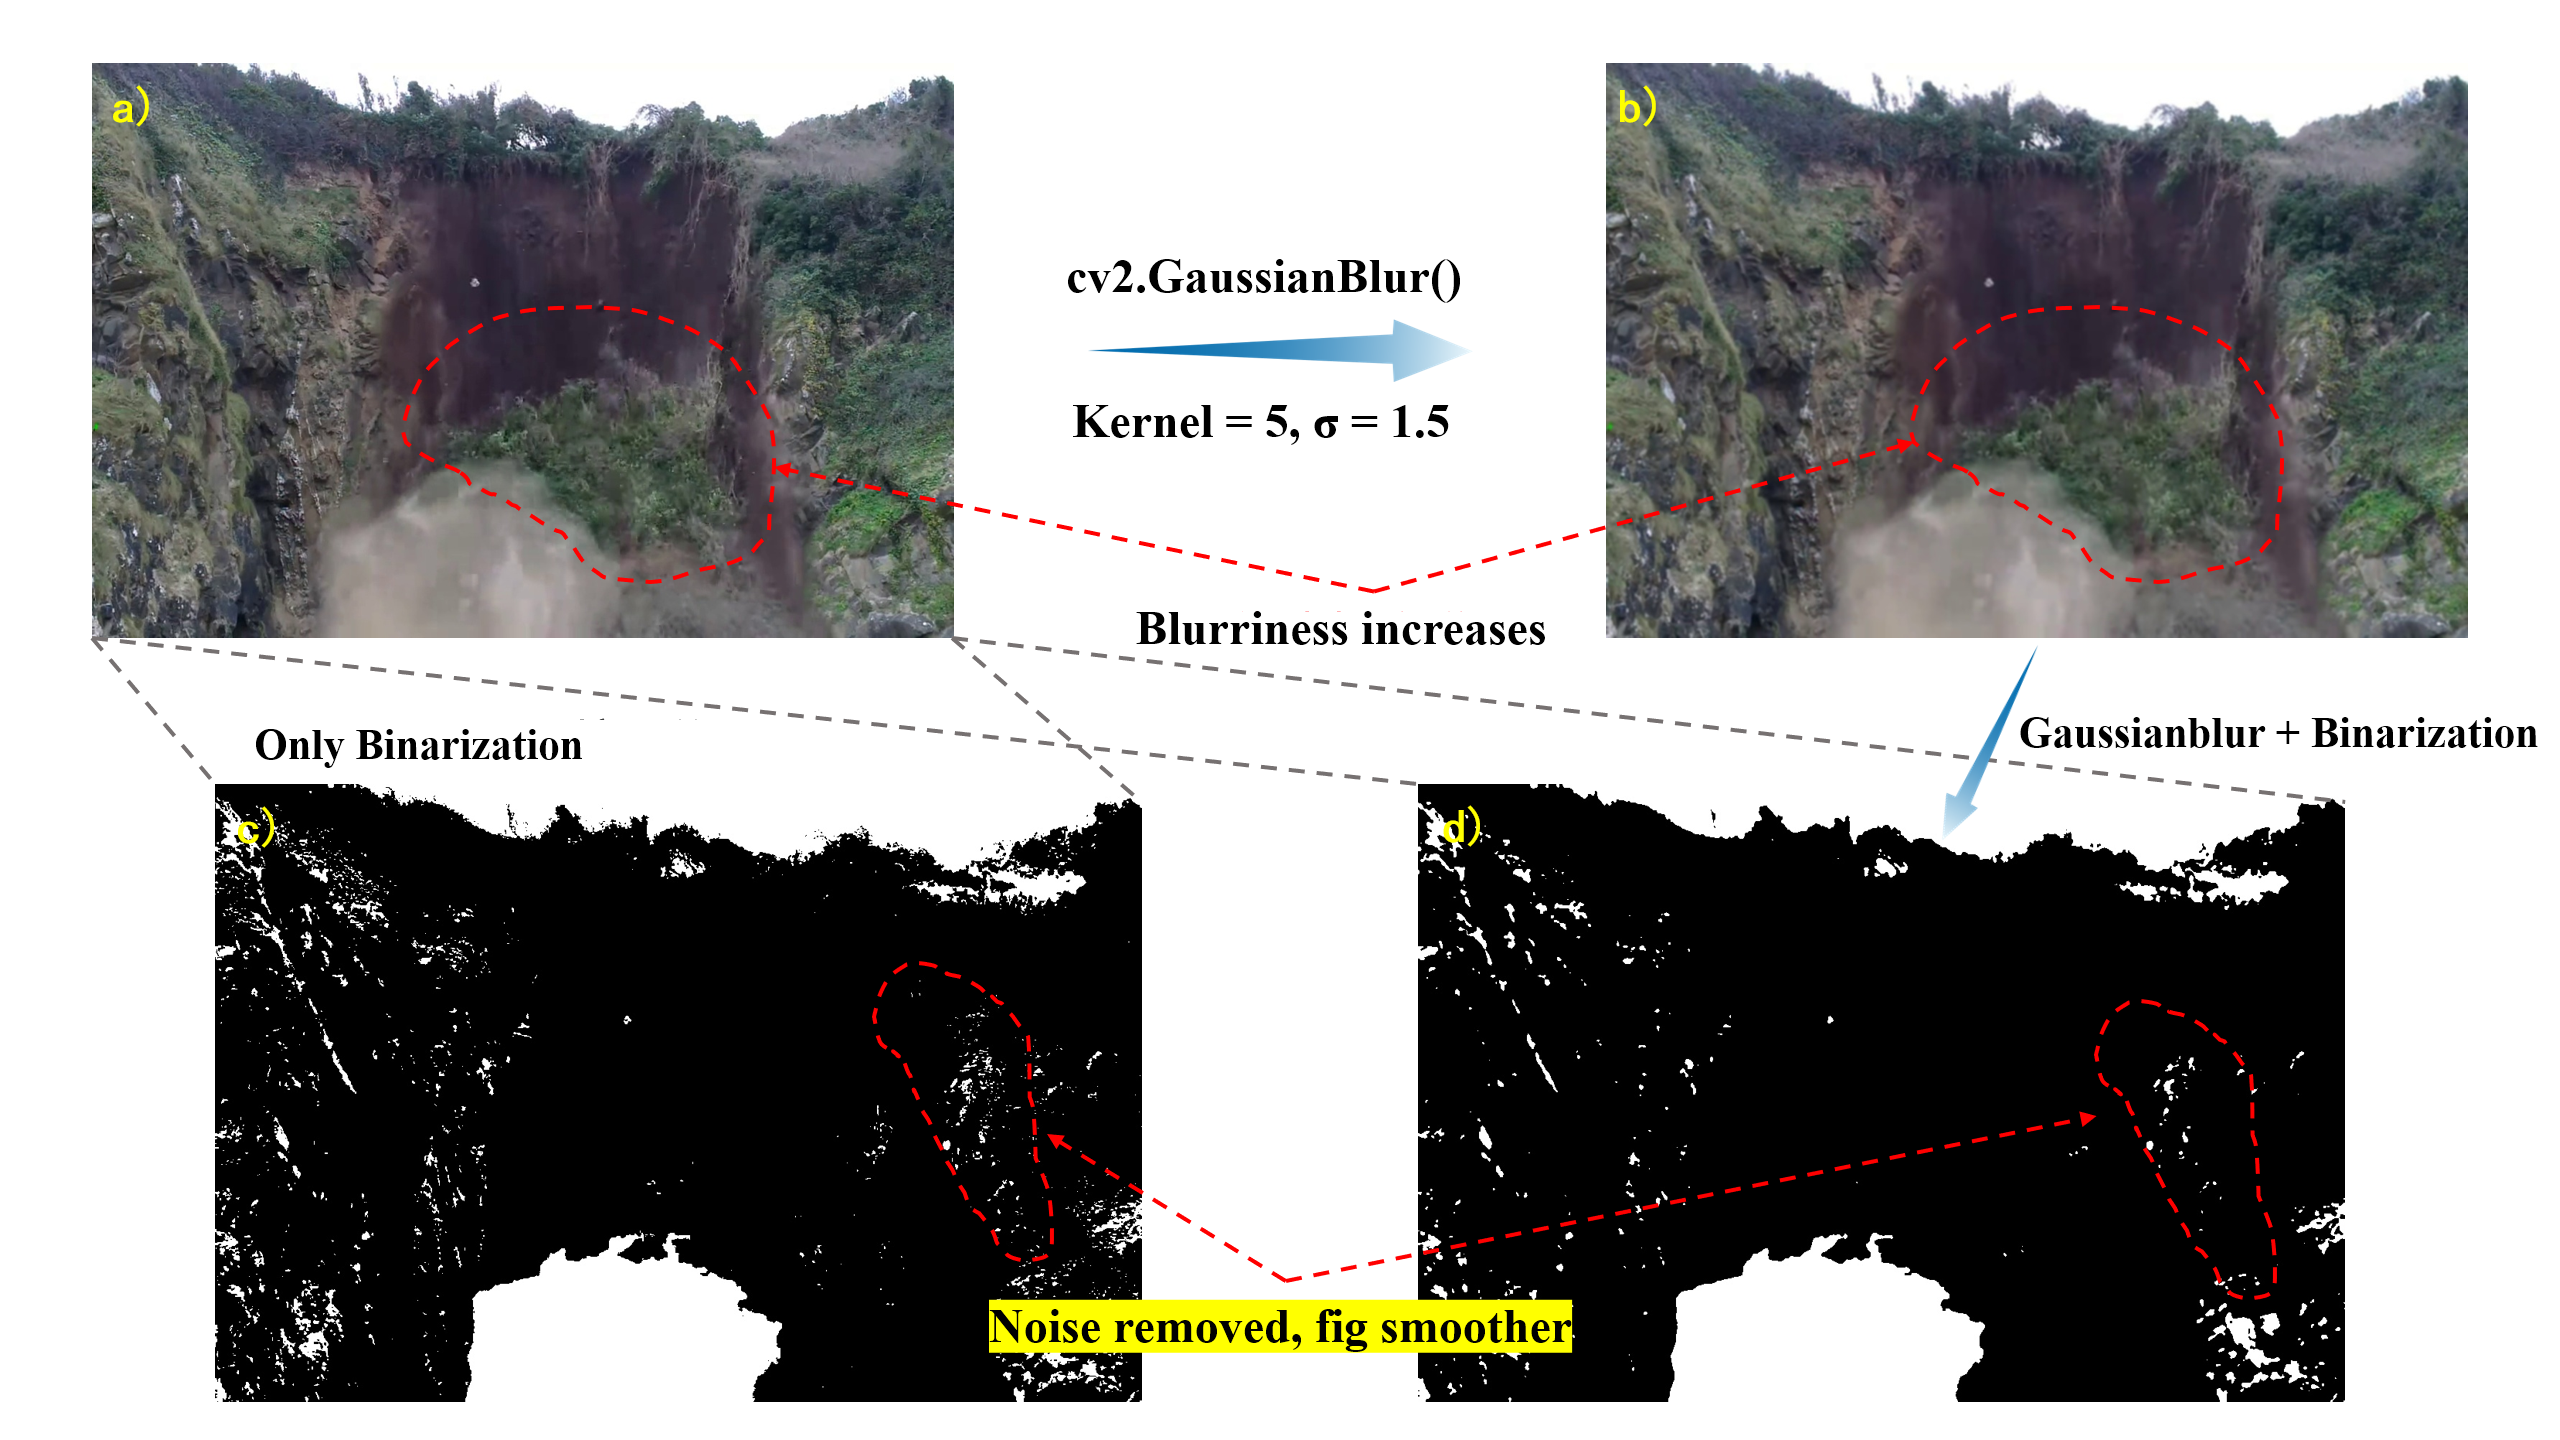 a)
b)
cv2.GaussianBlur()
Kernel = 5, σ = 1.5
Blurriness increases
Only Binarization
Gaussianblur + Binarization
c)
d)
Noise removed, fig smoother